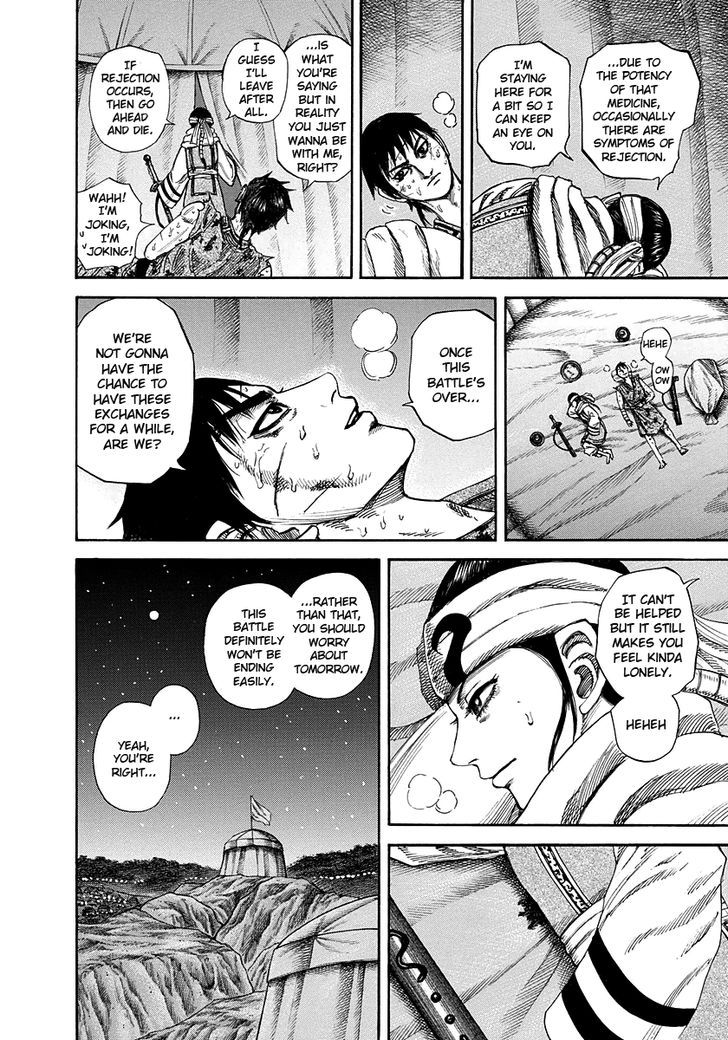 ...DUE TO
THE POTENCY
OF THAT
MEDICINE,
OCCASIONALLY
THERE ARE
SYMPTOMS OF
REJECTION.
I'M
STAYING
HERE FOR
A BIT SO I
CAN KEEP
AN EYE ON
YOU.
...IS
WHAT
YOU'RE
SAYING
BUT IN
REALITY
YOU JUST
WANNA BE
WITH ME,
RIGHT?
I
GUESS
I'LL
LEAVE
AFTER
ALL.
IF
REJECTION
OCCURS,
THEN GO
AHEAD
AND DIE.
WAHH!
I'M
JOKING,
I'M
JOKING!
HEHE
OW
OW
ONCE
THIS
BATTLE'S
OVER...
WE'RE
NOT GONNA
HAVE THE
CHANCE TO
HAVE THESE
EXCHANGES
FOR A WHILE,
ARE WE?
IT CAN'T
BE HELPED
BUT IT STILL
MAKES YOU
FEEL KINDA
LONELY.
HEHEH
...RATHER
THAN THAT,
YOU SHOULD
WORRY
ABOUT
TOMORROW.
THIS
BATTLE
DEFINITELY
WON'T BE
ENDING
EASILY.
...
YEAH,
YOU'RE
RIGHT...